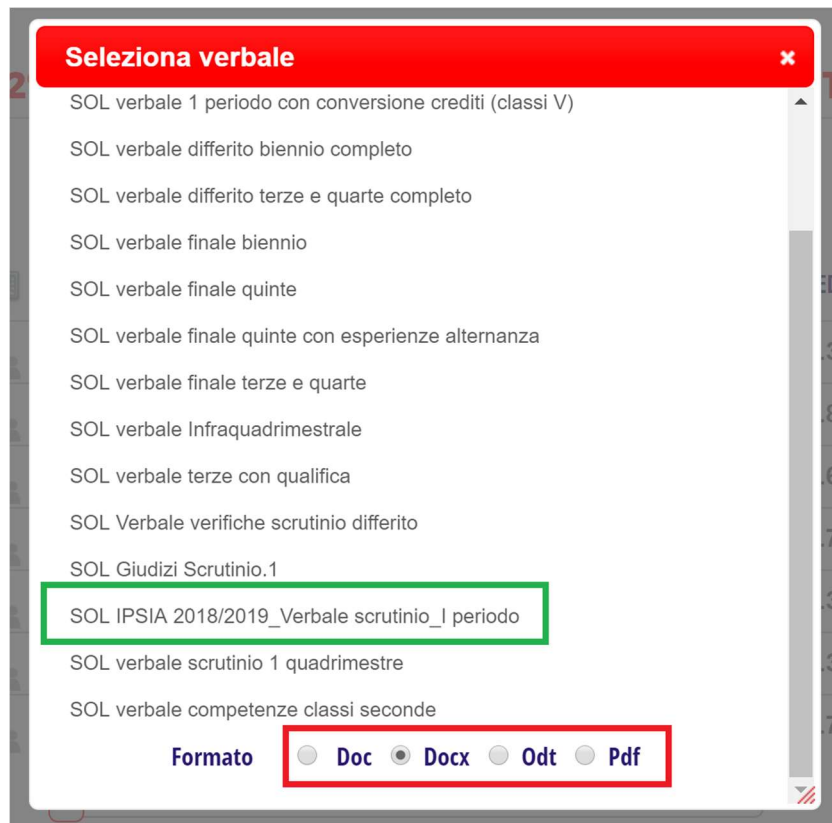 Seleziona verbale
SOL verbale 1 periodo con conversione crediti (classi V)
SOL verbale differito biennio completo
SOL verbale differito terze e quarte completo
SOL verbale finale biennio
SOL verbale finale quinte
SOL verbale finale quinte con esperienze alternanza
SOL verbale finale terze e quarte
SOL verbale Infraquadrimestrale
SOL verbale terze con qualifica
SOL Verbale verifiche scrutinio differito
SOL Giudizi Scrutinio.1
SOL IPSIA 2018/2019_Verbale scrutinio_I periodo
SOL verbale scrutinio 1 quadrimestre
SOL verbale competenze classi seconde
Formato Doc Docx Odt Pdf